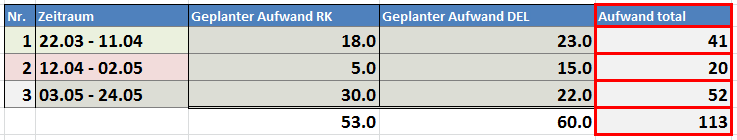 Nr. Zeitraum Geplanter Aufwand RK Geplanter Aufwand DEL Aufwand total
1 22.03 - 11.04 18.0 23.0 41
2 12.04 - 02.05 5.0 15.0 20
3 03.05 - 24.05 30.0 22.0 52
53.0 60.0 113